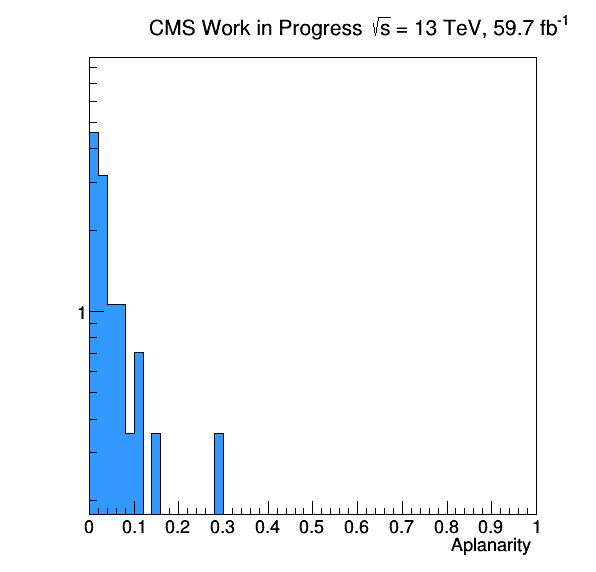 CMS Work in Progress √s = 13 TeV, 59.7 fb⁻¹
1
0 0.1 0.2 0.3 0.4 0.5 0.6 0.7 0.8 0.9 1
Aplanarity